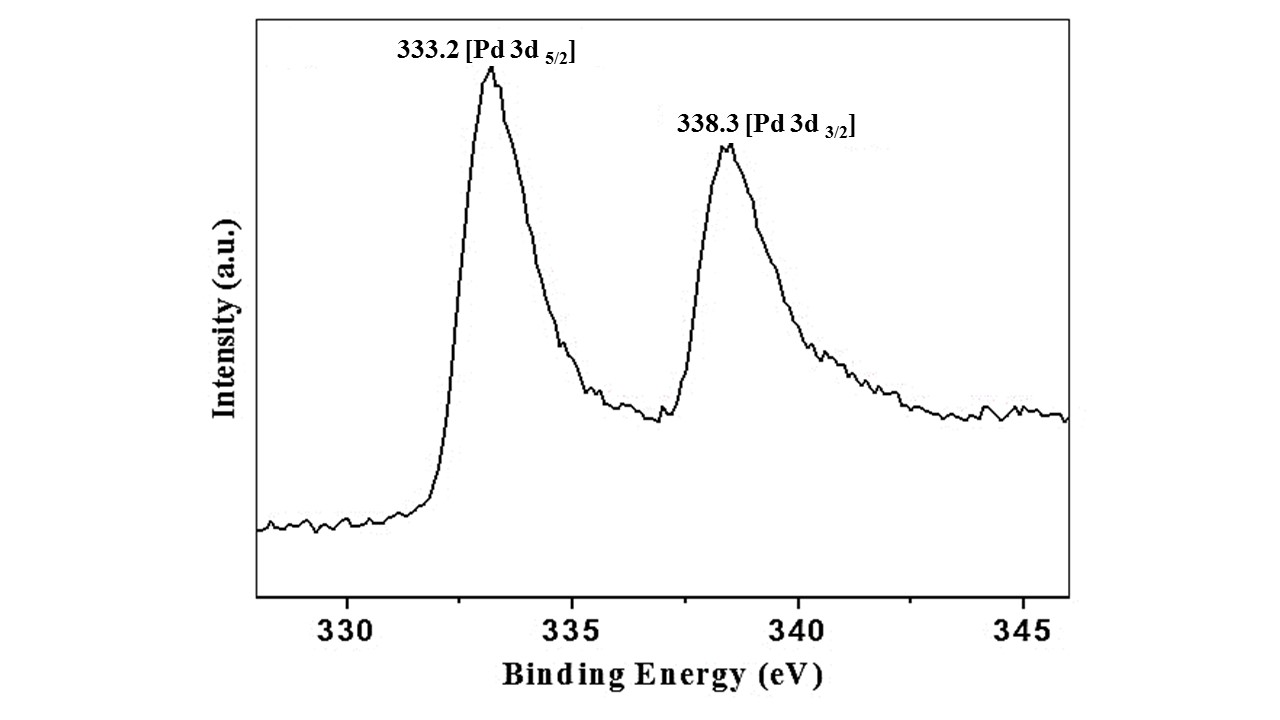 333.2 [Pd 3d 5/2]
338.3 [Pd 3d 3/2]
Intensity (a.u.)
330 335 340 345
Binding Energy (eV)